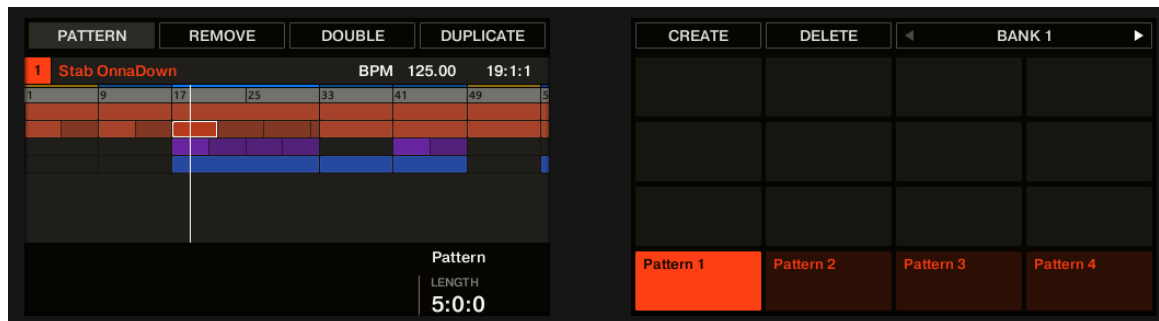 PATTERN REMOVE DOUBLE DUPLICATE
1 Stab OnnaDown BPM 125.00 19:1:1
1 9 17 25 33 41 49 5
Pattern
LENGTH
5:0:0
CREATE DELETE BANK 1
Pattern 1 Pattern 2 Pattern 3 Pattern 4